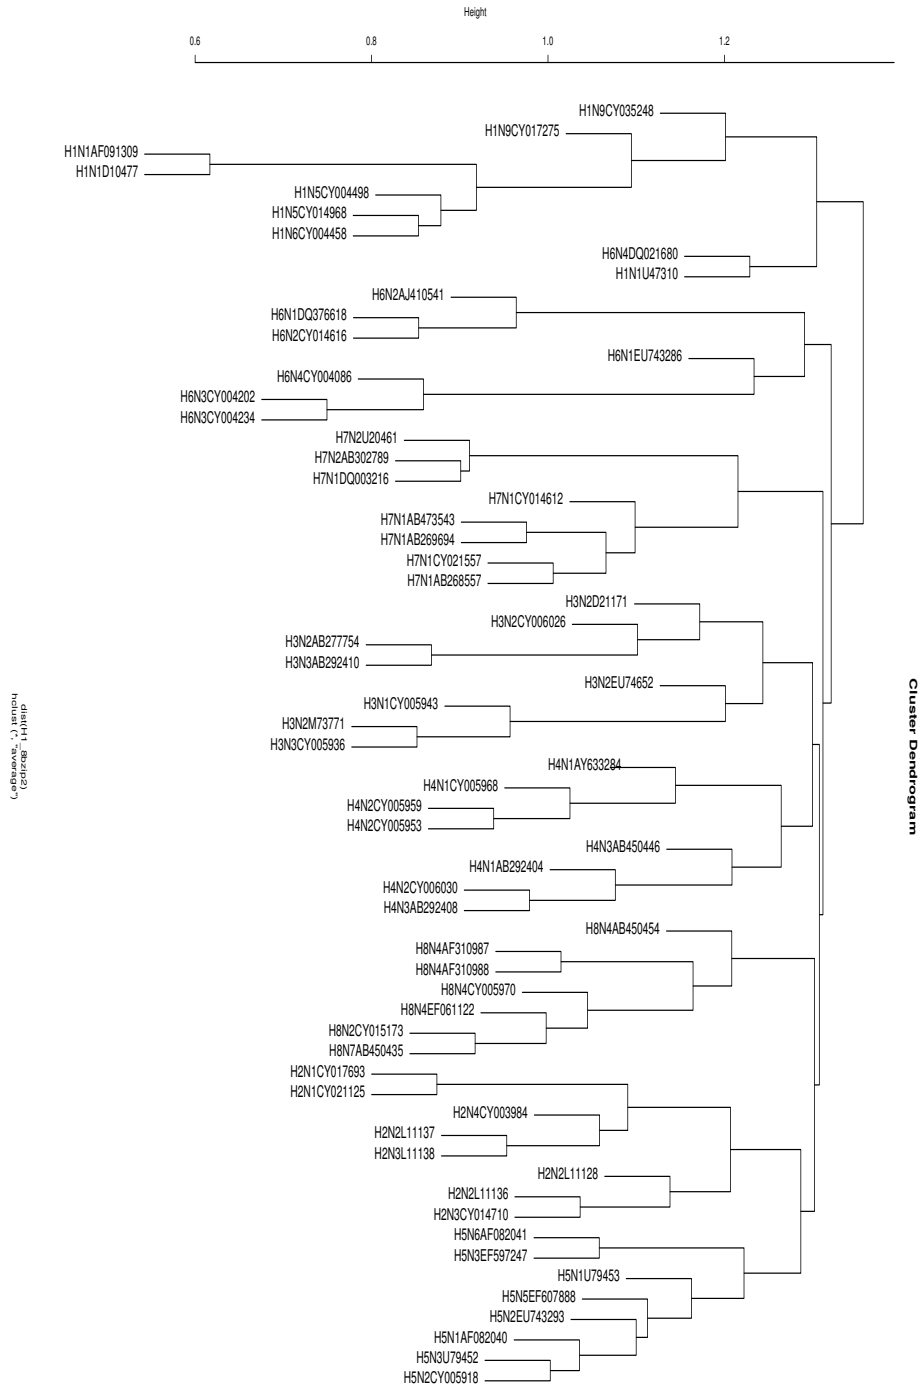 Height
0.6 0.8 1.0 1.2
H1N9CY035248
H1N9CY017275
H1N1AF091309
H1N1D10477
H1N5CY004498
H1N5CY014968
H1N6CY004458
H6N4DQ021680
H1N1U47310
H6N2AJ410541
H6N1DQ376618
H6N2CY014616
H6N1EU743286
H6N4CY004086
H6N3CY004202
H6N3CY004234
H7N2U20461
H7N2AB302789
H7N1DQ003216
H7N1CY014612
H7N1AB473543
H7N1AB269694
H7N1CY021557
H7N1AB268557
H3N2D21171
H3N2CY006026
H3N2AB277754
H3N3AB292410
H3N2EU74652
H3N1CY005943
H3N2M73771
H3N3CY005936
H4N1AY633284
H4N1CY005968
H4N2CY005959
H4N2CY005953
H4N3AB450446
H4N1AB292404
H4N2CY006030
H4N3AB292408
H8N4AB450454
H8N4AF310987
H8N4AF310988
H8N4CY005970
H8N4EF061122
H8N2CY015173
H8N7AB450435
H2N1CY017693
H2N1CY021125
H2N4CY003984
H2N2L11137
H2N3L11138
H2N2L11128
H2N2L11136
H2N3CY014710
H5N6AF082041
H5N3EF597247
H5N1U79453
H5N5EF607888
H5N2EU743293
H5N1AF082040
H5N3U79452
H5N2CY005918
Cluster Dendrogram
dist(H1_8bzip2)
hclust (*, "average")